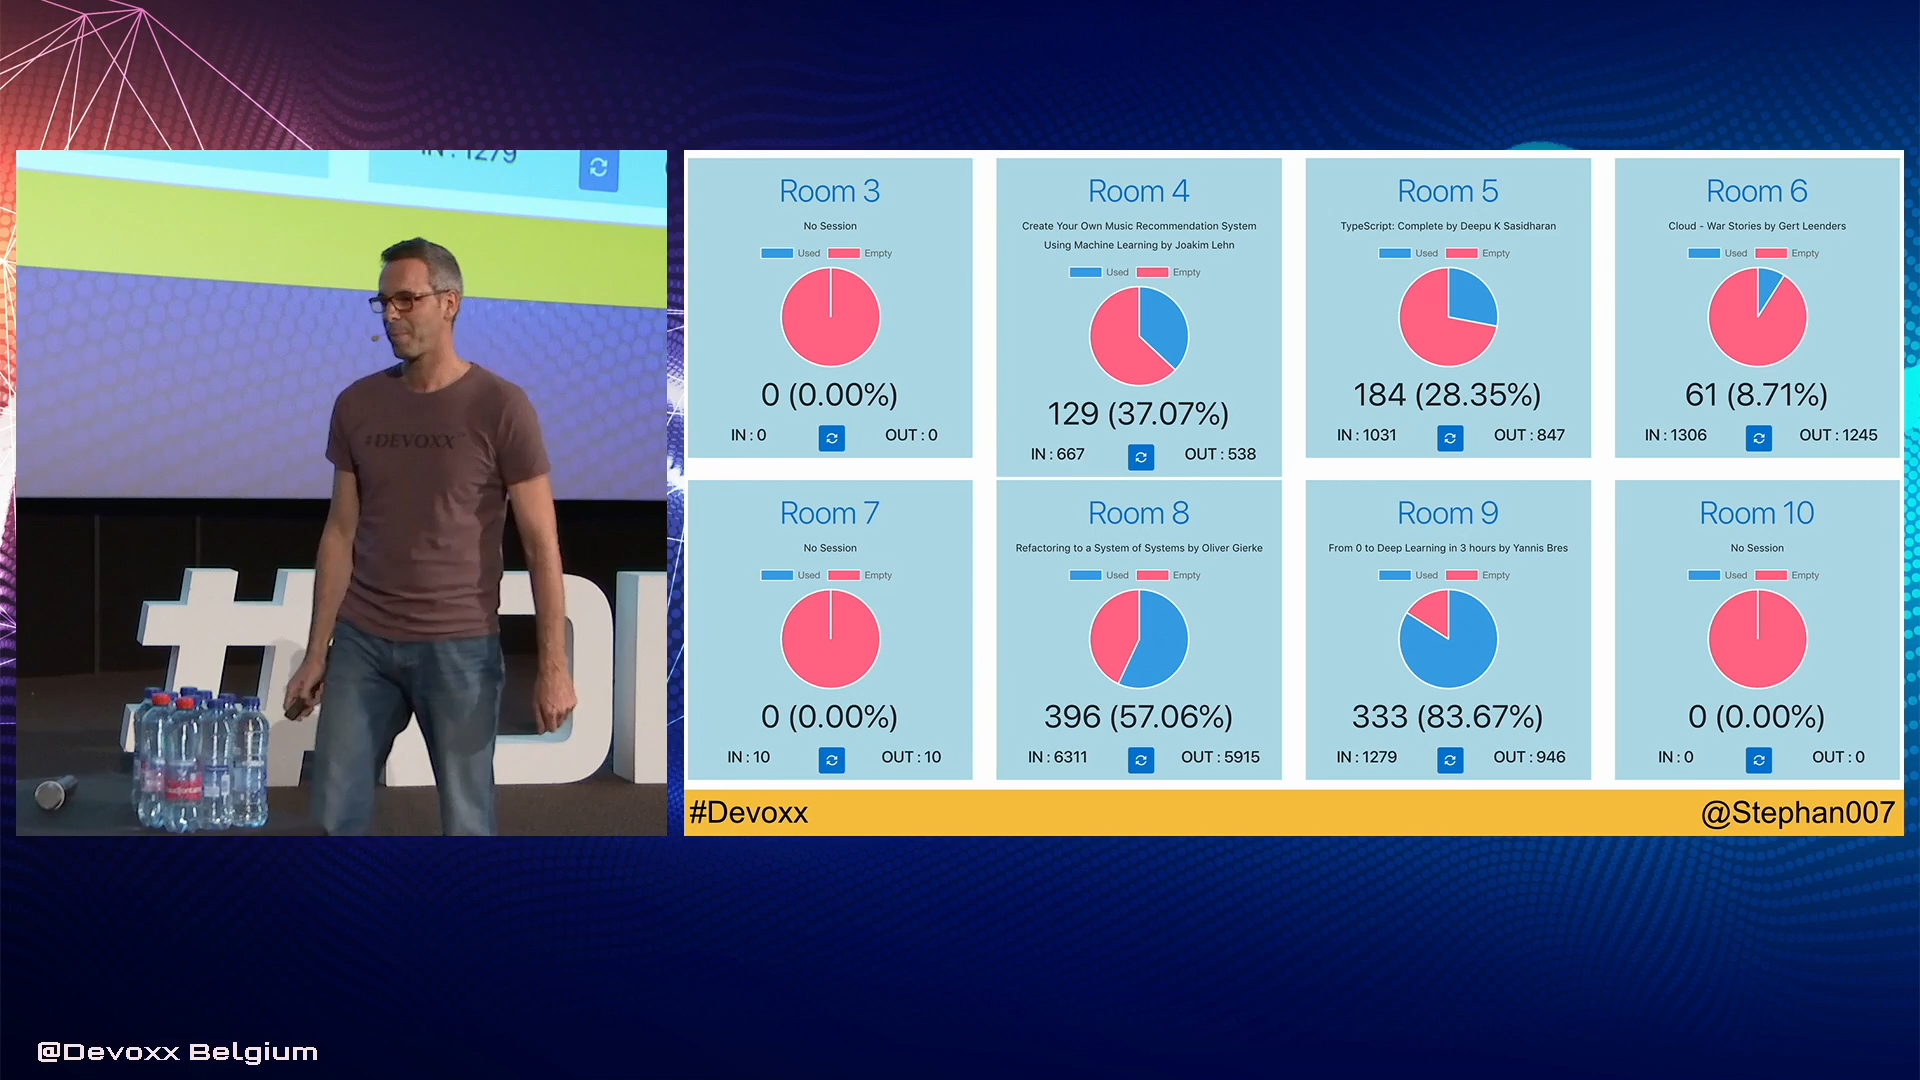 IN : 1279
#DEVOXX
Room 3
No Session
Used Empty
0 (0.00%)
IN : 0 OUT : 0
Room 4
Create Your Own Music Recommendation System
Using Machine Learning by Joakim Lehn
Used Empty
129 (37.07%)
IN : 667 OUT : 538
Room 5
TypeScript: Complete by Deepu K Sasidharan
Used Empty
184 (28.35%)
IN : 1031 OUT : 847
Room 6
Cloud - War Stories by Gert Leenders
Used Empty
61 (8.71%)
IN : 1306 OUT : 1245
Room 7
No Session
Used Empty
0 (0.00%)
IN : 10 OUT : 10
Room 8
Refactoring to a System of Systems by Oliver Gierke
Used Empty
396 (57.06%)
IN : 6311 OUT : 5915
Room 9
From 0 to Deep Learning in 3 hours by Yannis Bres
Used Empty
333 (83.67%)
IN : 1279 OUT : 946
Room 10
No Session
Used Empty
0 (0.00%)
IN : 0 OUT : 0
#Devoxx @Stephan007
@Devoxx Belgium